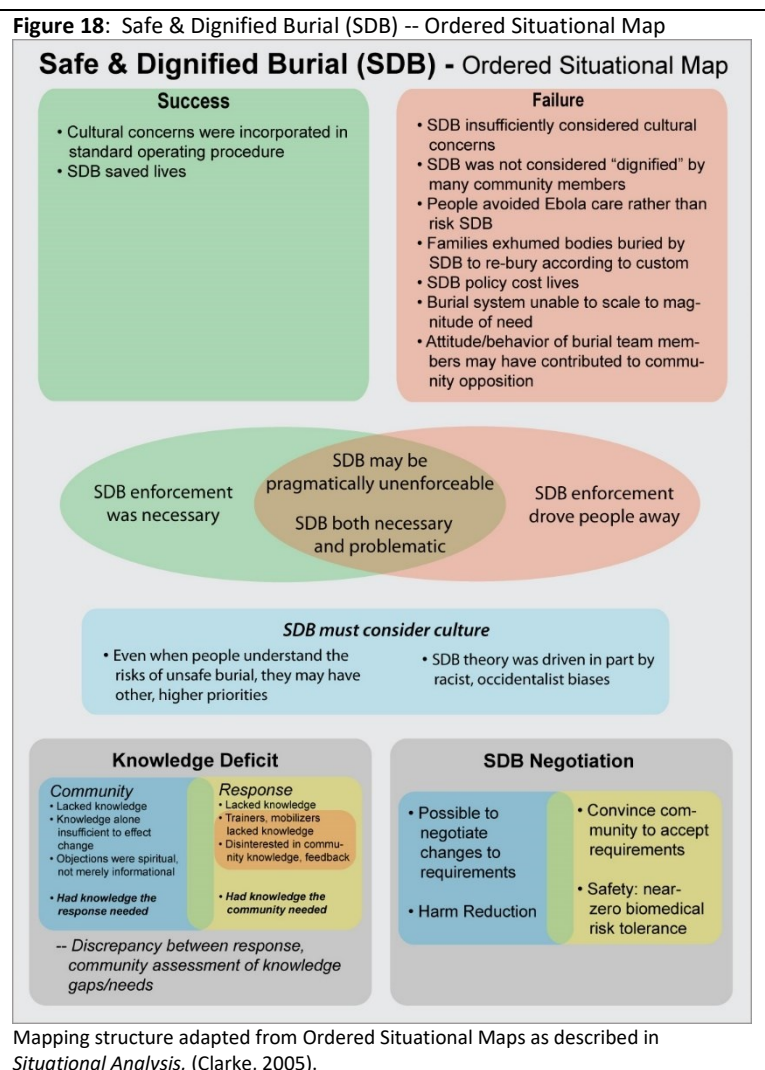 Figure 18: Safe & Dignified Burial (SDB) -- Ordered Situational Map
Safe & Dignified Burial (SDB) - Ordered Situational Map
Success
• Cultural concerns were incorporated in
standard operating procedure
• SDB saved lives
Failure
• SDB insufficiently considered cultural
concerns
• SDB was not considered “dignified” by
many community members
• People avoided Ebola care rather than
risk SDB
• Families exhumed bodies buried by
SDB to re-bury according to custom
• SDB policy cost lives
• Burial system unable to scale to mag-
nitude of need
• Attitude/behavior of burial team mem-
bers may have contributed to commu-
nity opposition
SDB enforcement
was necessary
SDB may be
pragmatically unenforceable
SDB both necessary
and problematic
SDB enforcement
drove people away
SDB must consider culture
• Even when people understand the
risks of unsafe burial, they may have
other, higher priorities
• SDB theory was driven in part by
racist, occidentalist biases
Knowledge Deficit
Community
• Lacked knowledge
• Knowledge alone
insufficient to effect
change
• Objections were spiritual,
not merely informational
• Had knowledge the
response needed
Response
• Lacked knowledge
• Trainers, mobilizers
lacked knowledge
• Disinterested in commu-
nity knowledge, feedback
• Had knowledge the
community needed
-- Discrepancy between response,
community assessment of knowledge
gaps/needs
SDB Negotiation
• Possible to
negotiate
changes to
requirements
• Harm Reduction
• Convince com-
munity to accept
requirements
• Safety: near-
zero biomedical
risk tolerance
Mapping structure adapted from Ordered Situational Maps as described in
Situational Analysis, (Clarke, 2005).